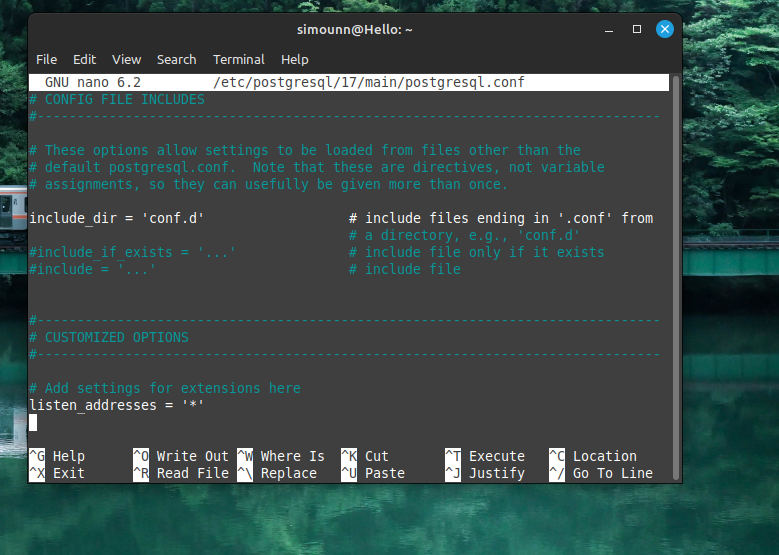 simounn@Hello: ~
File Edit View Search Terminal Help
GNU nano 6.2 /etc/postgresql/17/main/postgresql.conf
# CONFIG FILE INCLUDES
#------------------------------------------------------------------------------
# These options allow settings to be loaded from files other than the
# default postgresql.conf.  Note that these are directives, not variable
# assignments, so they can usefully be given more than once.
include_dir = 'conf.d'                  # include files ending in '.conf' from
                                        # a directory, e.g., 'conf.d'
#include_if_exists = '...'              # include file only if it exists
#include = '...'                        # include file
#------------------------------------------------------------------------------
# CUSTOMIZED OPTIONS
#------------------------------------------------------------------------------
# Add settings for extensions here
listen_addresses = '*'
^G Help ^O Write Out ^W Where Is ^K Cut ^T Execute ^C Location
^X Exit ^R Read File ^\ Replace ^U Paste ^J Justify ^/ Go To Line